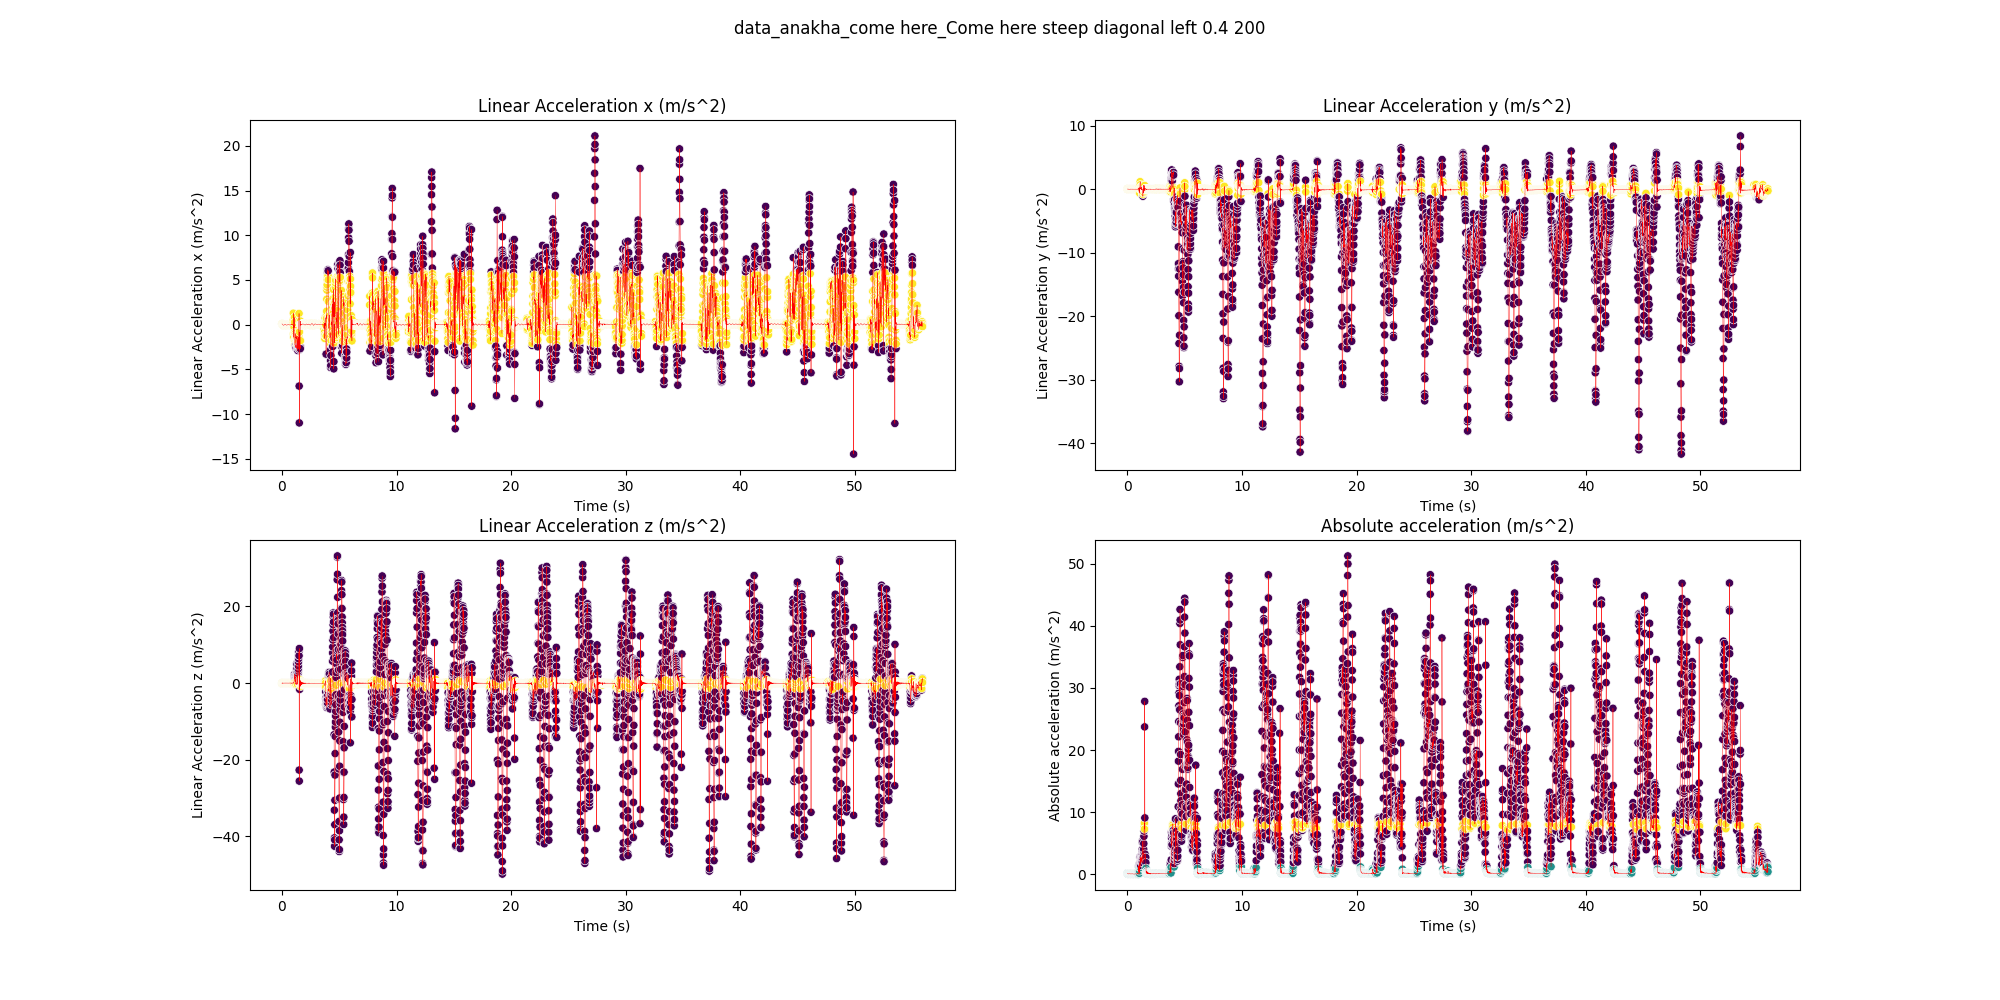 data_anakha_come here_Come here steep diagonal left 0.4 200
Linear Acceleration x (m/s^2)
Linear Acceleration x (m/s^2)
20
15
10
5
0
−5
−10
−15
0 10 20 30 40 50
Time (s)
Linear Acceleration y (m/s^2)
Linear Acceleration y (m/s^2)
10
0
−10
−20
−30
−40
0 10 20 30 40 50
Time (s)
Linear Acceleration z (m/s^2)
Linear Acceleration z (m/s^2)
20
0
−20
−40
0 10 20 30 40 50
Time (s)
Absolute acceleration (m/s^2)
Absolute acceleration (m/s^2)
50
40
30
20
10
0
0 10 20 30 40 50
Time (s)